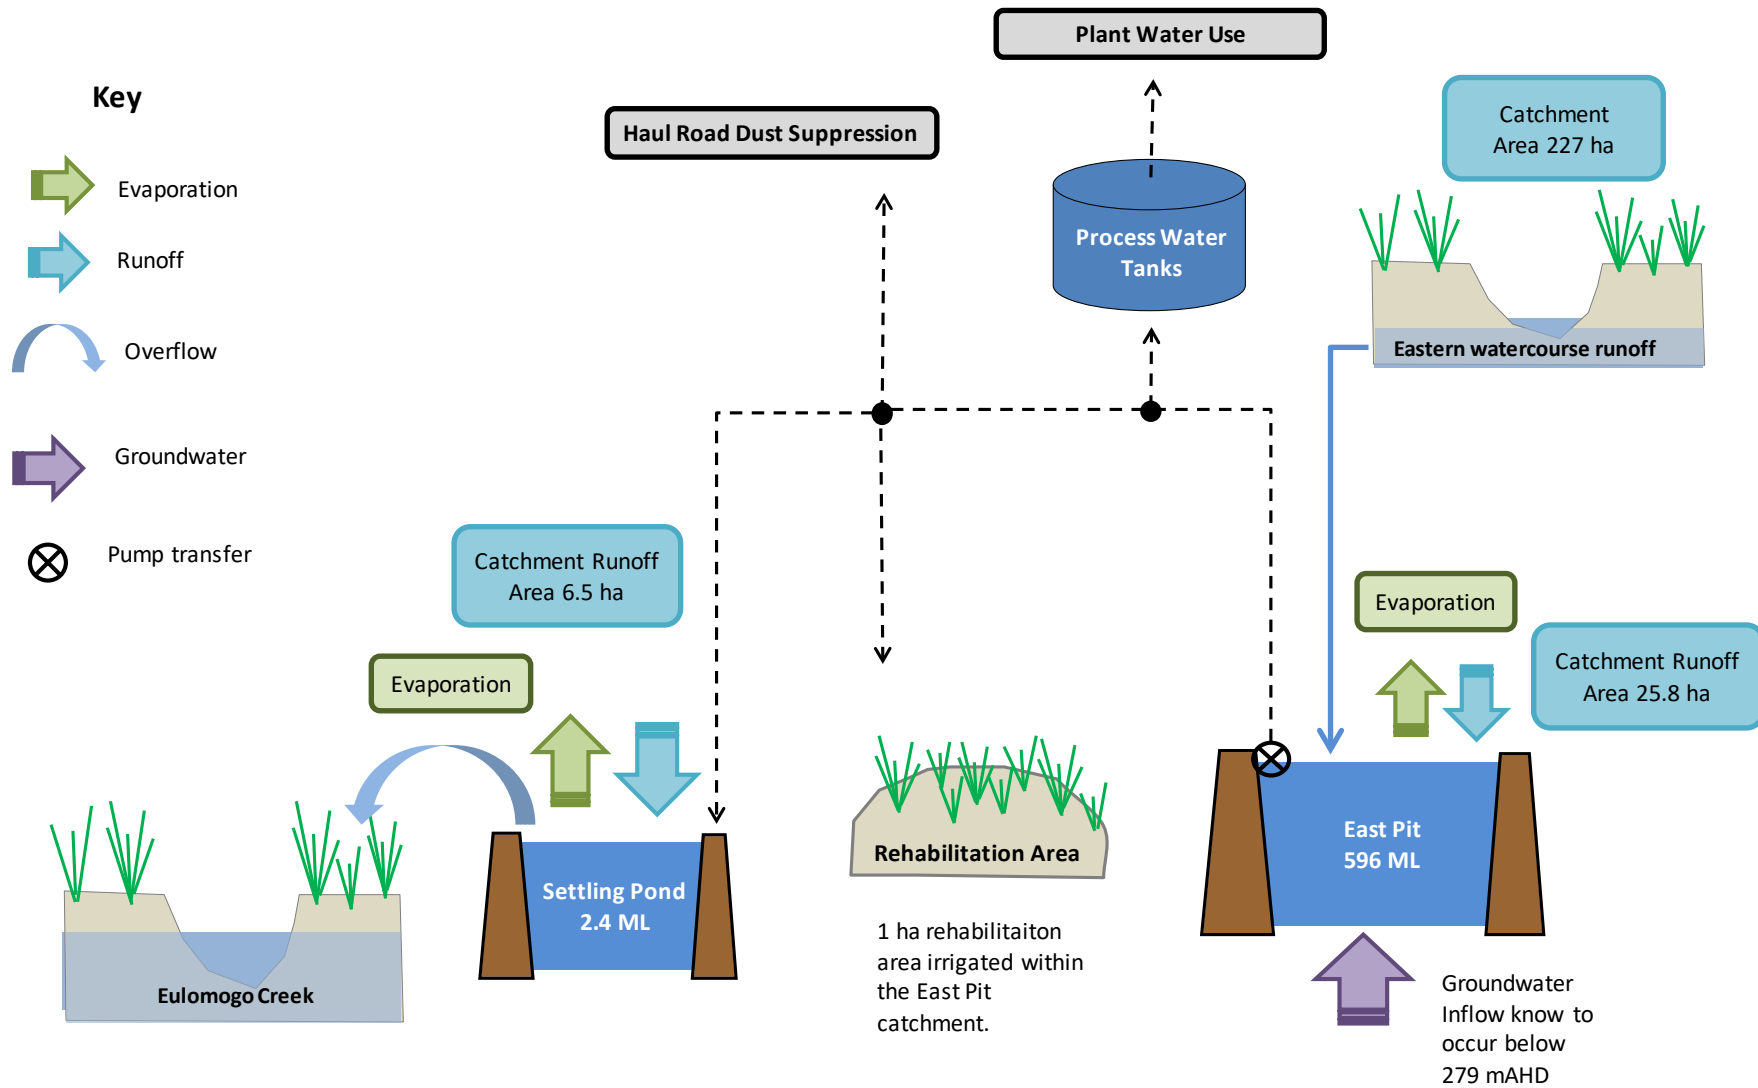 Plant Water Use
Key
Haul Road Dust Suppression
Catchment
Area 227 ha
Evaporation
Runoff
Process Water
Tanks
Overflow
Eastern watercourse runoff
Groundwater
Pump transfer
Catchment Runoff
Area 6.5 ha
Evaporation
Evaporation
Catchment Runoff
Area 25.8 ha
East Pit
596 ML
Rehabilitation Area
Settling Pond
2.4 ML
Eulomogo Creek
1 ha rehabilitaiton
area irrigated within
the East Pit
catchment.
Groundwater
Inflow know to
occur below
279 mAHD